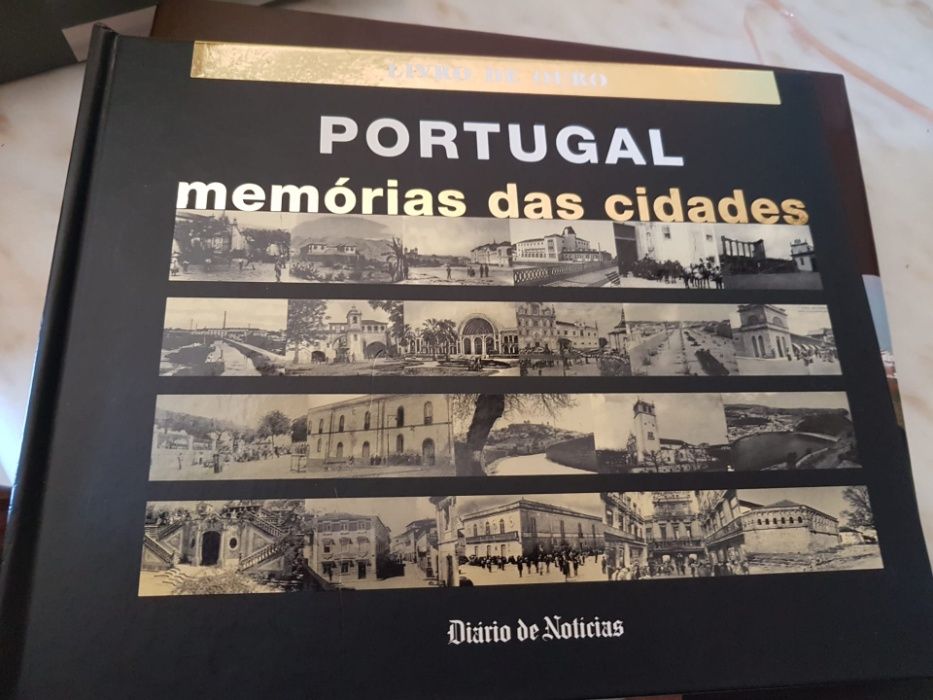 LIVRO DE OURO
PORTUGAL
memórias das cidades
Diário de Notícias